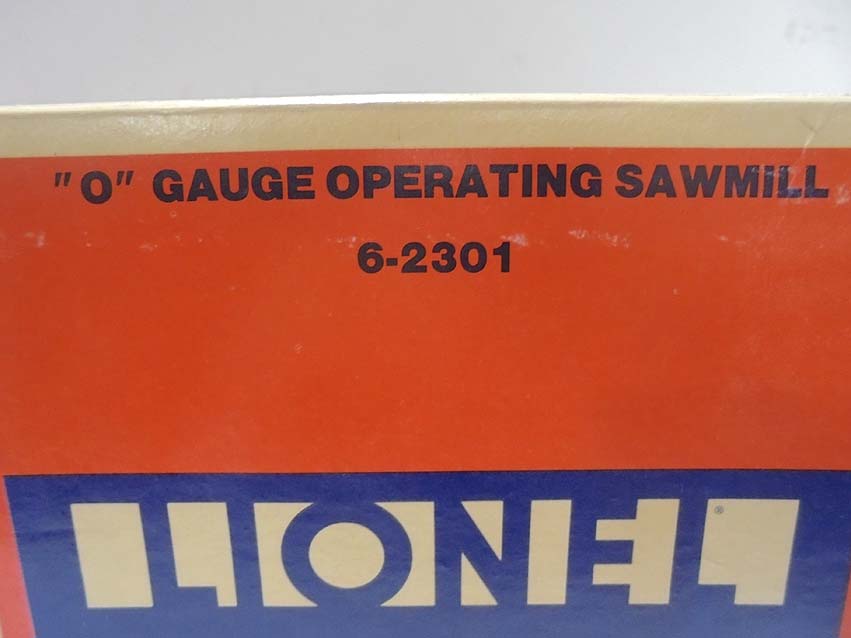 "O" GAUGE OPERATING SAWMILL
6-2301
LIONEL®